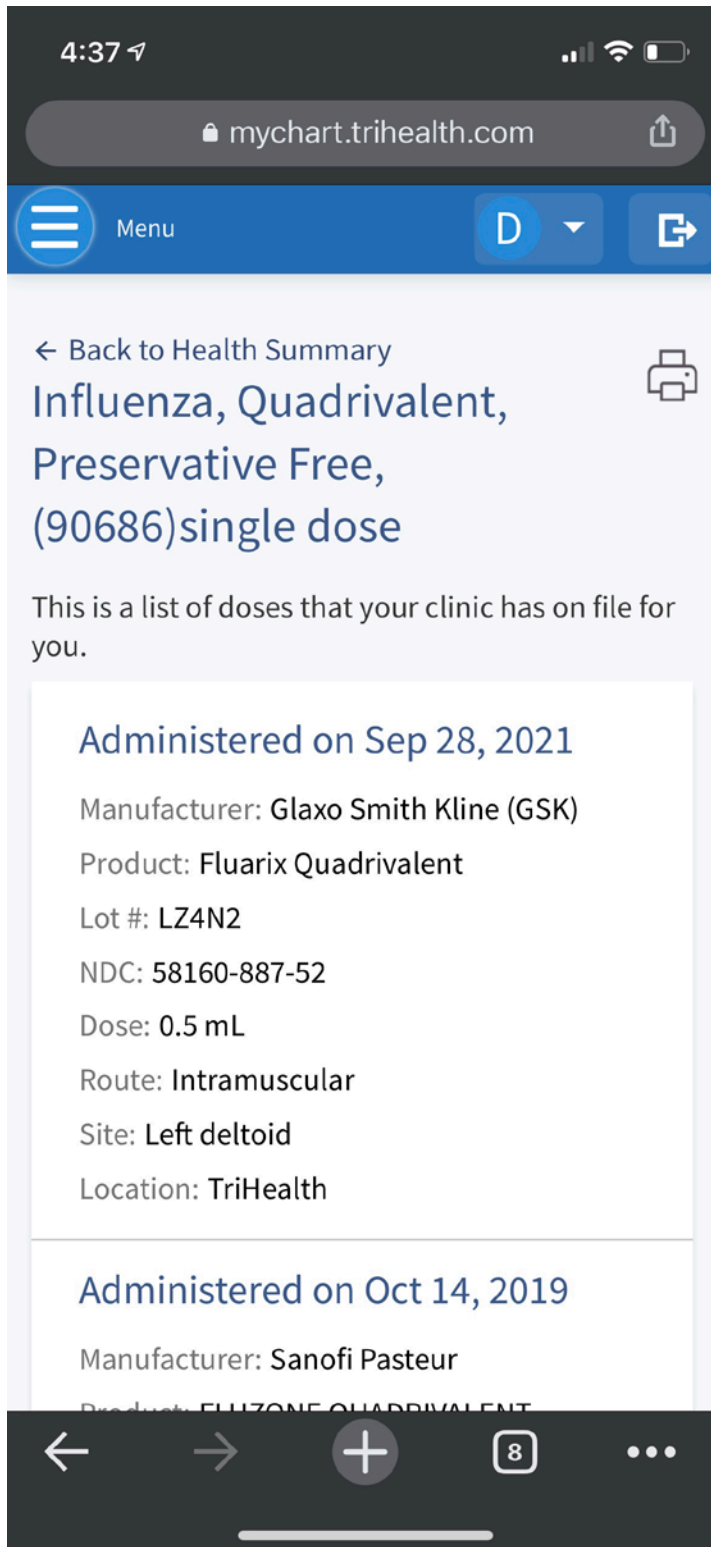 4:37
mychart.trihealth.com
Menu
D
← Back to Health Summary
Influenza, Quadrivalent,
Preservative Free,
(90686)single dose
This is a list of doses that your clinic has on file for
you.
Administered on Sep 28, 2021
Manufacturer: Glaxo Smith Kline (GSK)
Product: Fluarix Quadrivalent
Lot #: LZ4N2
NDC: 58160-887-52
Dose: 0.5 mL
Route: Intramuscular
Site: Left deltoid
Location: TriHealth
Administered on Oct 14, 2019
Manufacturer: Sanofi Pasteur
Product: FLUZONE QUADRIVALENT
8